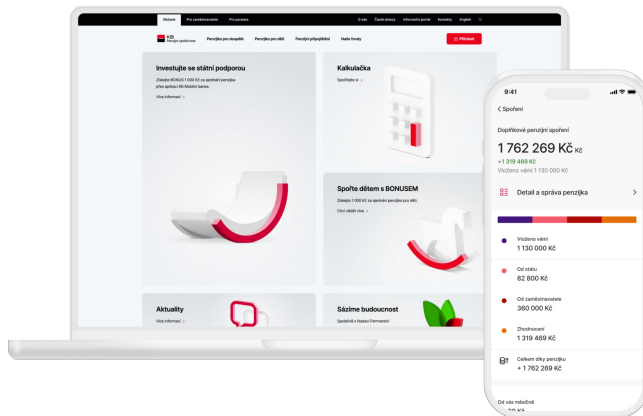 Občané
Pro zaměstnavatele
Pro poradce
O nás
Časté dotazy
Informační portál
Kontakty
English
KB
Penzijní společnost
Penzijko pro dospělé
Penzijko pro děti
Penzijní připojištění
Naše fondy
Přihlásit
Investujte se státní podporou
Získejte BONUS 1 000 Kč za sjednání penzijka
přes aplikaci KB Mobilní banka.
Více informací
Kalkulačka
Spočítejte si
Spořte dětem s BONUSEM
Získejte 1 000 Kč za sjednání penzijka pro děti.
Chci vědět více
Aktuality
Více informací
Sázíme budoucnost
Společně s Nadací Partnerství
9:41
Spoření
Doplňkové penzijní spoření
1 762 269 Kč Kč
+1 319 469 Kč
Vloženo vámi 1 130 000 Kč
Detail a správa penzijka
Vloženo vámi
1 130 000 Kč
Od státu
82 800 Kč
Od zaměstnavatele
360 000 Kč
Zhodnocení
1 319 469 Kč
Celkem díky penzijku
+ 1 762 269 Kč
Od vás měsíčně